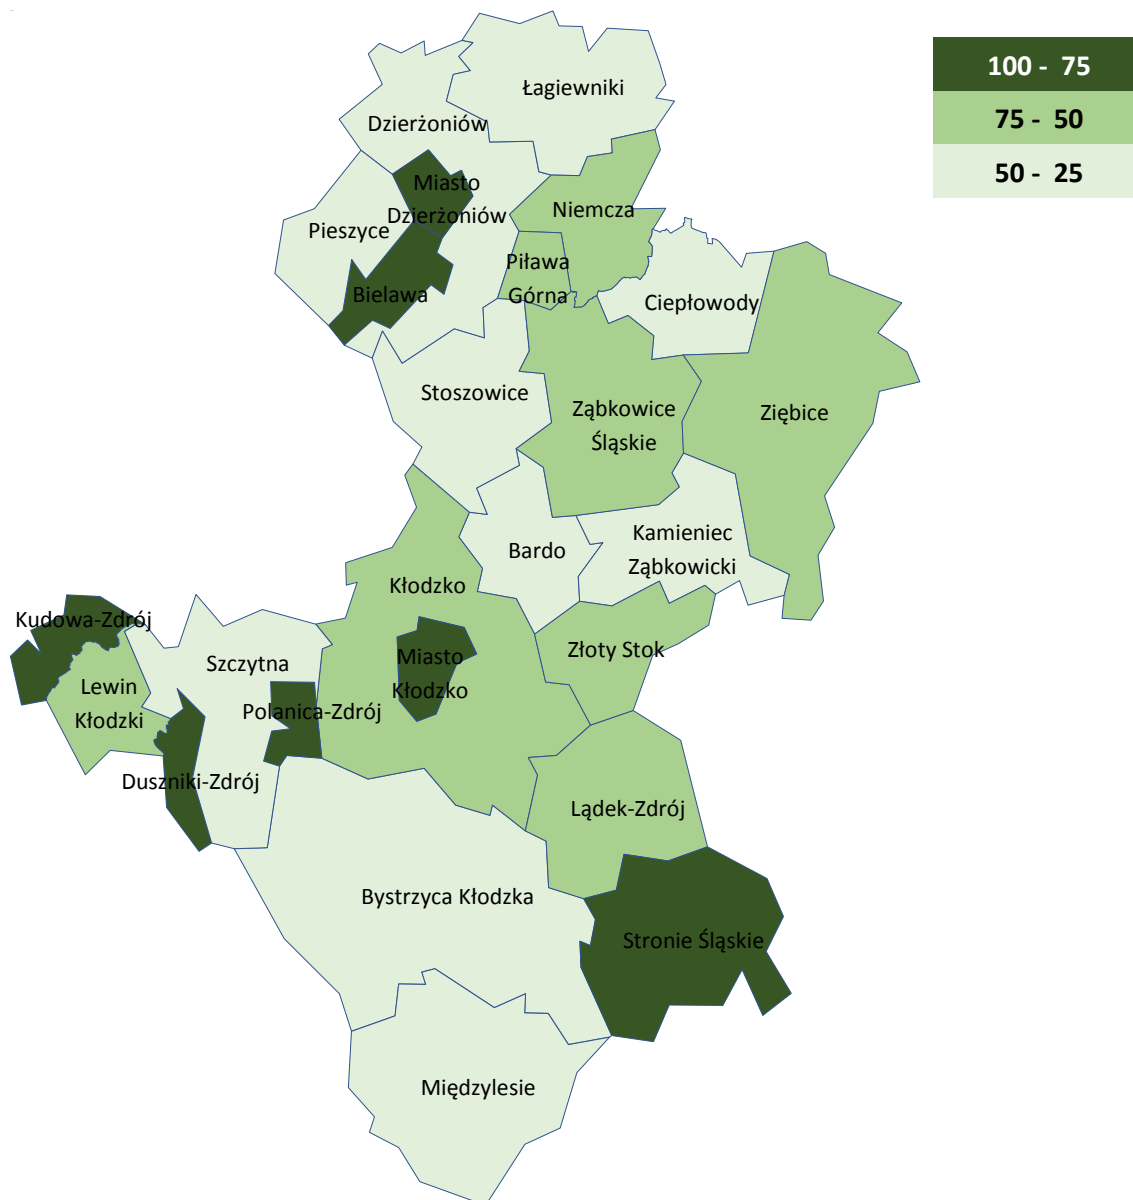 100 - 75
75 - 50
50 - 25
Łagiewniki
Dzierżoniów
Miasto
Dzierżoniów
Niemcza
Pieszyce
Piława
Górna
Bielawa
Ciepłowody
Stoszowice
Ząbkowice
Śląskie
Ziębice
Bardo
Kamieniec
Ząbkowicki
Kłodzko
Kudowa-Zdrój
Szczytna
Miasto
Kłodzko
Złoty Stok
Lewin
Kłodzki
Polanica-Zdrój
Duszniki-Zdrój
Lądek-Zdrój
Bystrzyca Kłodzka
Stronie Śląskie
Międzylesie